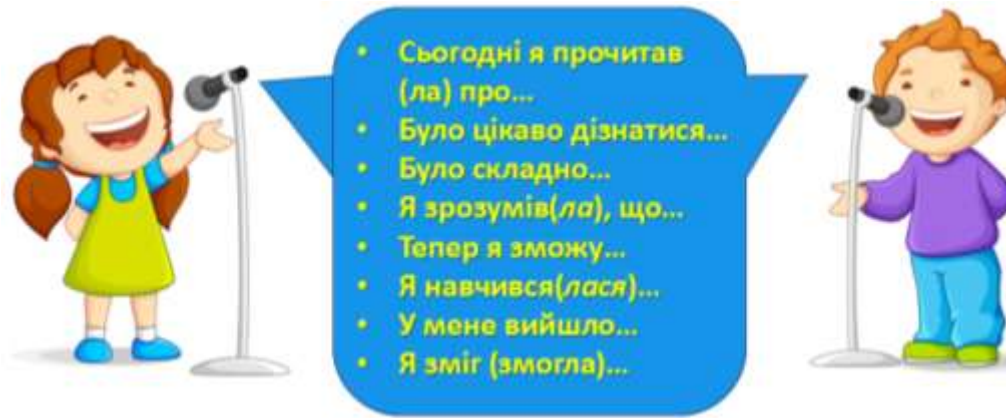 • Сьогодні я прочитав
(ла) про...
• Було цікаво дізнатися...
• Було складно...
• Я зрозумів(ла), що...
• Тепер я зможу...
• Я навчився(лася)...
• У мене вийшло...
• Я зміг (змогла)...